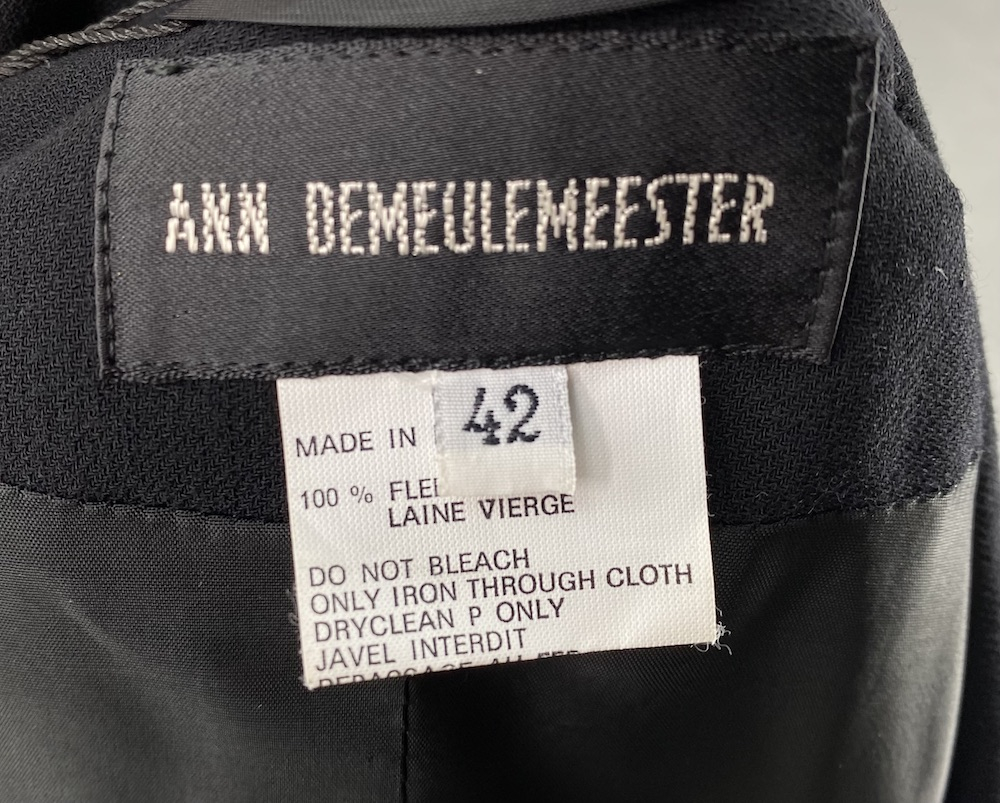 ANN DEMEULEMEESTER
42
MADE IN
100 %
LAINE VIERGE
DO NOT BLEACH
ONLY IRON THROUGH CLOTH
DRYCLEAN P ONLY
JAVEL INTERDIT